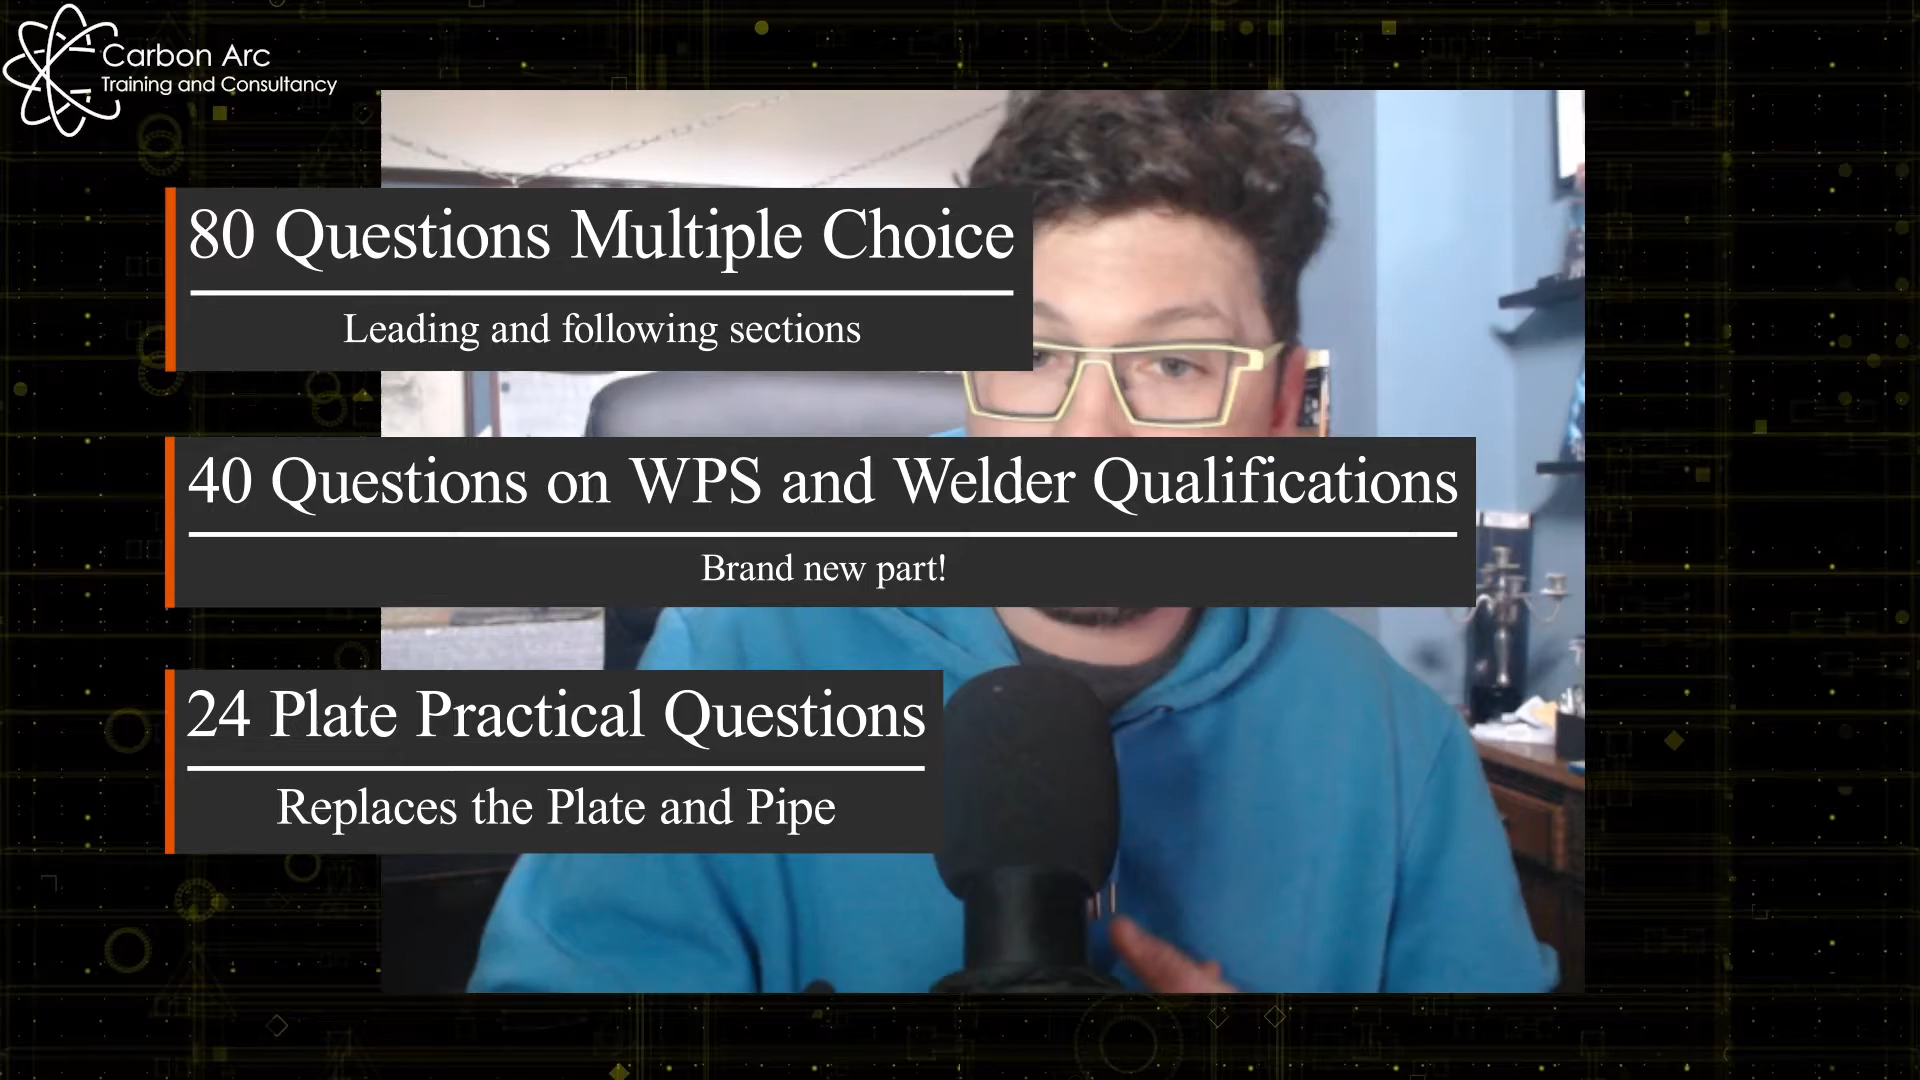 Carbon Arc
Training and Consultancy
80 Questions Multiple Choice
Leading and following sections
40 Questions on WPS and Welder Qualifications
Brand new part!
24 Plate Practical Questions
Replaces the Plate and Pipe